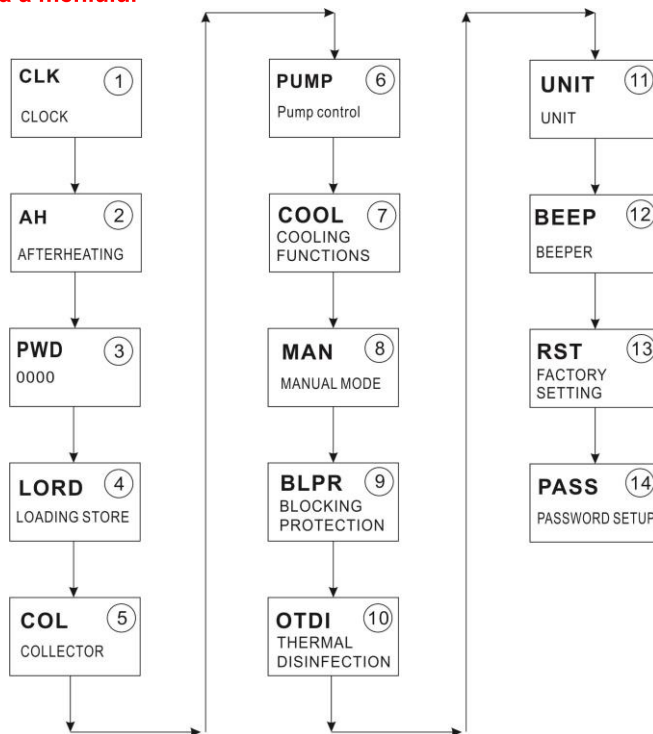 a meniului
CLK 1
CLOCK
AH 2
AFTERHEATING
PWD 3
0000
LORD 4
LOADING STORE
COL 5
COLLECTOR
PUMP 6
Pump control
COOL 7
COOLING
FUNCTIONS
MAN 8
MANUAL MODE
BLPR 9
BLOCKING
PROTECTION
OTDI 10
THERMAL
DISINFECTION
UNIT 11
UNIT
BEEP 12
BEEPER
RST 13
FACTORY
SETTING
PASS 14
PASSWORD SETUP